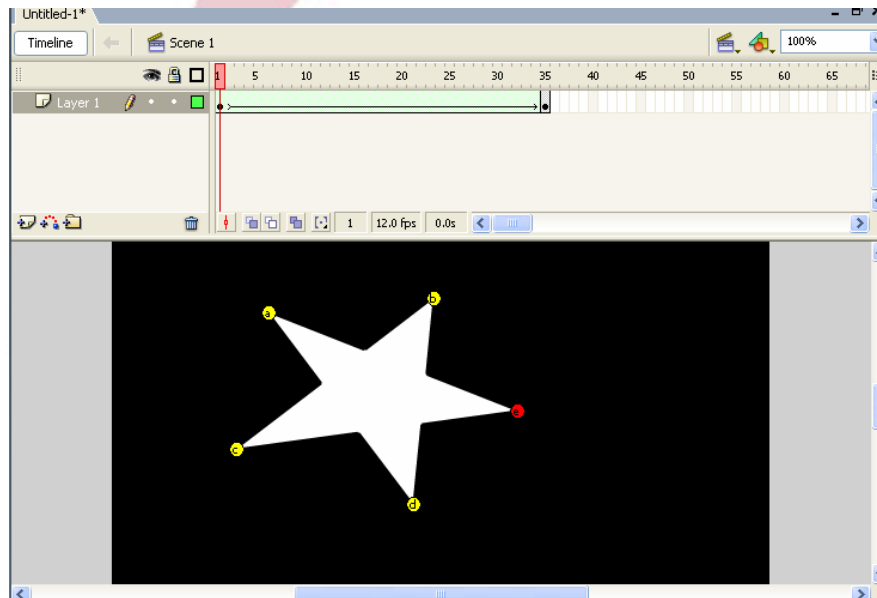 Untitled-1*
Timeline Scene 1 100%
1 5 10 15 20 25 30 35 40 45 50 55 60 65
Layer 1
1 12.0 fps 0.0s
b
a
e
c
d